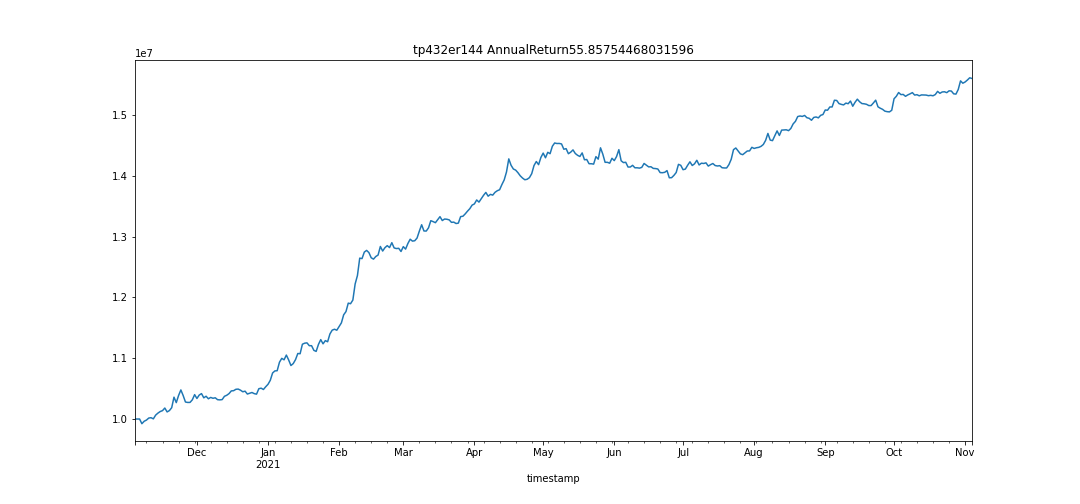 tp432er144 AnnualReturn55.85754468031596
1e7
1.5
1.4
1.3
1.2
1.1
1.0
Dec Jan Feb Mar Apr May Jun Jul Aug Sep Oct Nov
2021
timestamp